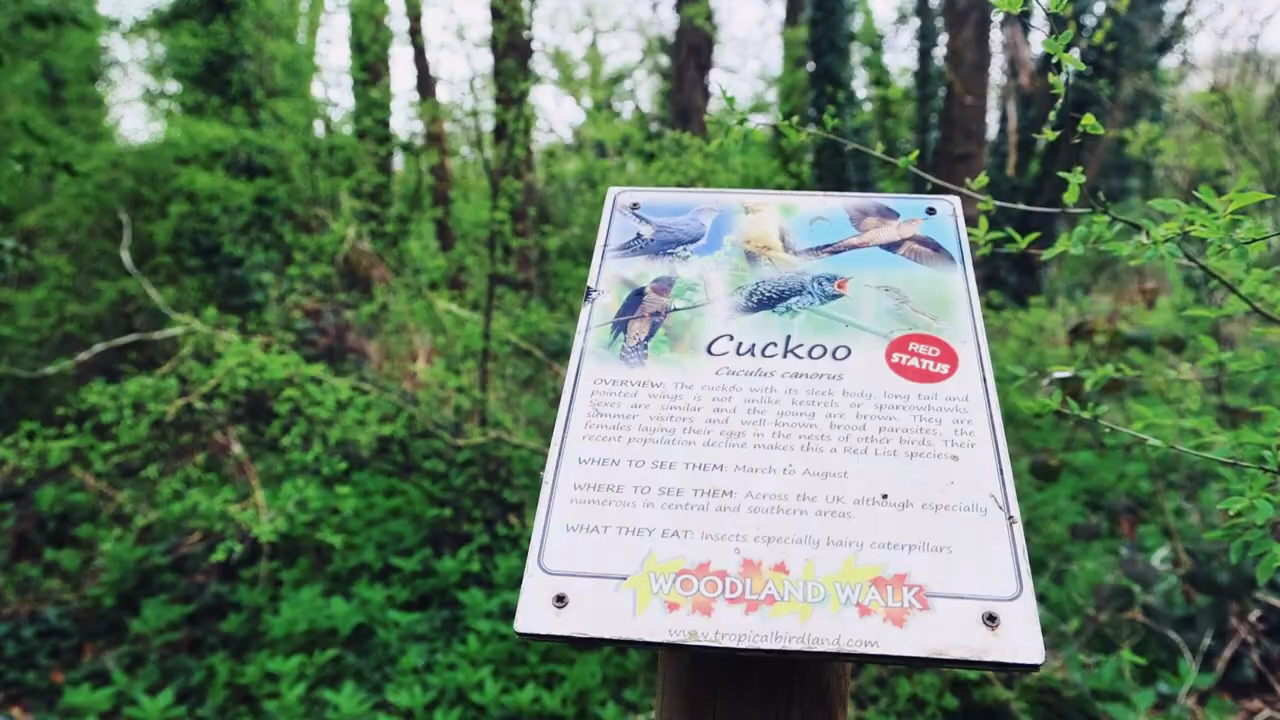 Cuckoo
Cuculus canorus
RED
STATUS
OVERVIEW: The cuckoo with its sleek body, long tail and
pointed wings is not unlike kestrels or sparrowhawks.
Sexes are similar and the young are brown. They are
summer visitors and well-known brood parasites, the
females laying their eggs in the nests of other birds. Their
recent population decline makes this a Red List species.
WHEN TO SEE THEM: March to August
WHERE TO SEE THEM: Across the UK although especially
numerous in central and southern areas.
WHAT THEY EAT: Insects especially hairy caterpillars
WOODLAND WALK
www.tropicalbirdland.com